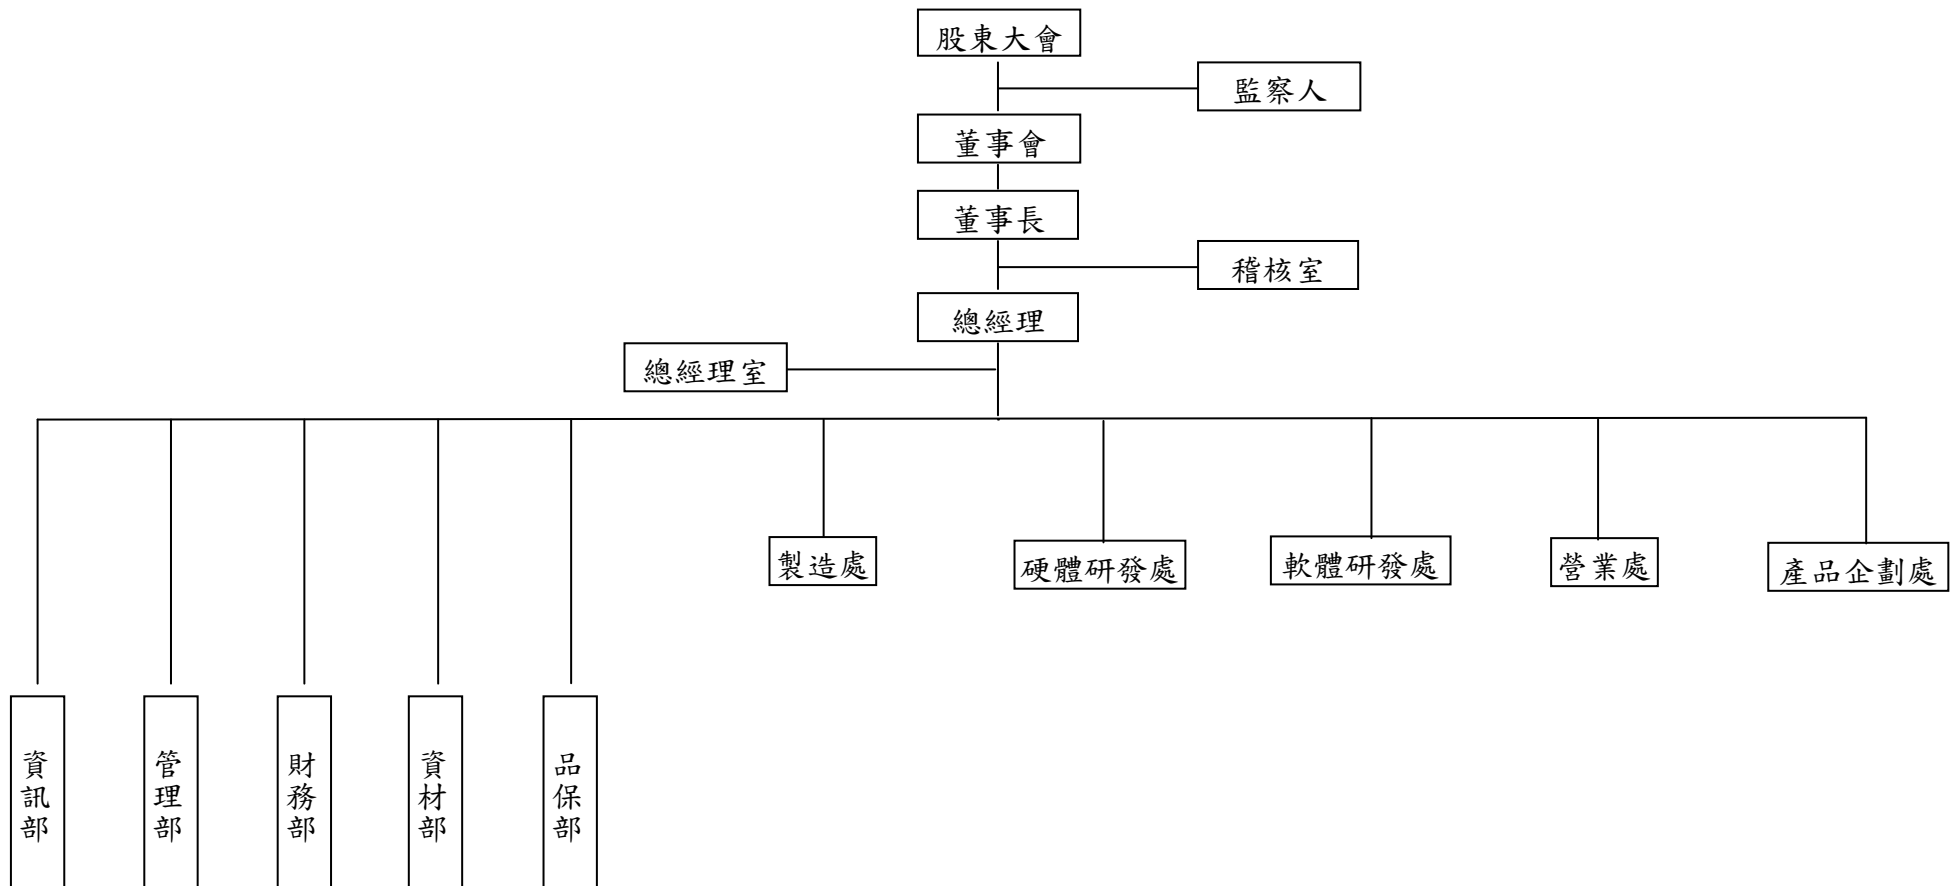 股東大會
監察人
董事會
董事長
稽核室
總經理
總經理室
製造處
硬體研發處
軟體研發處
營業處
產品企劃處
資訊部
管理部
財務部
資材部
品保部